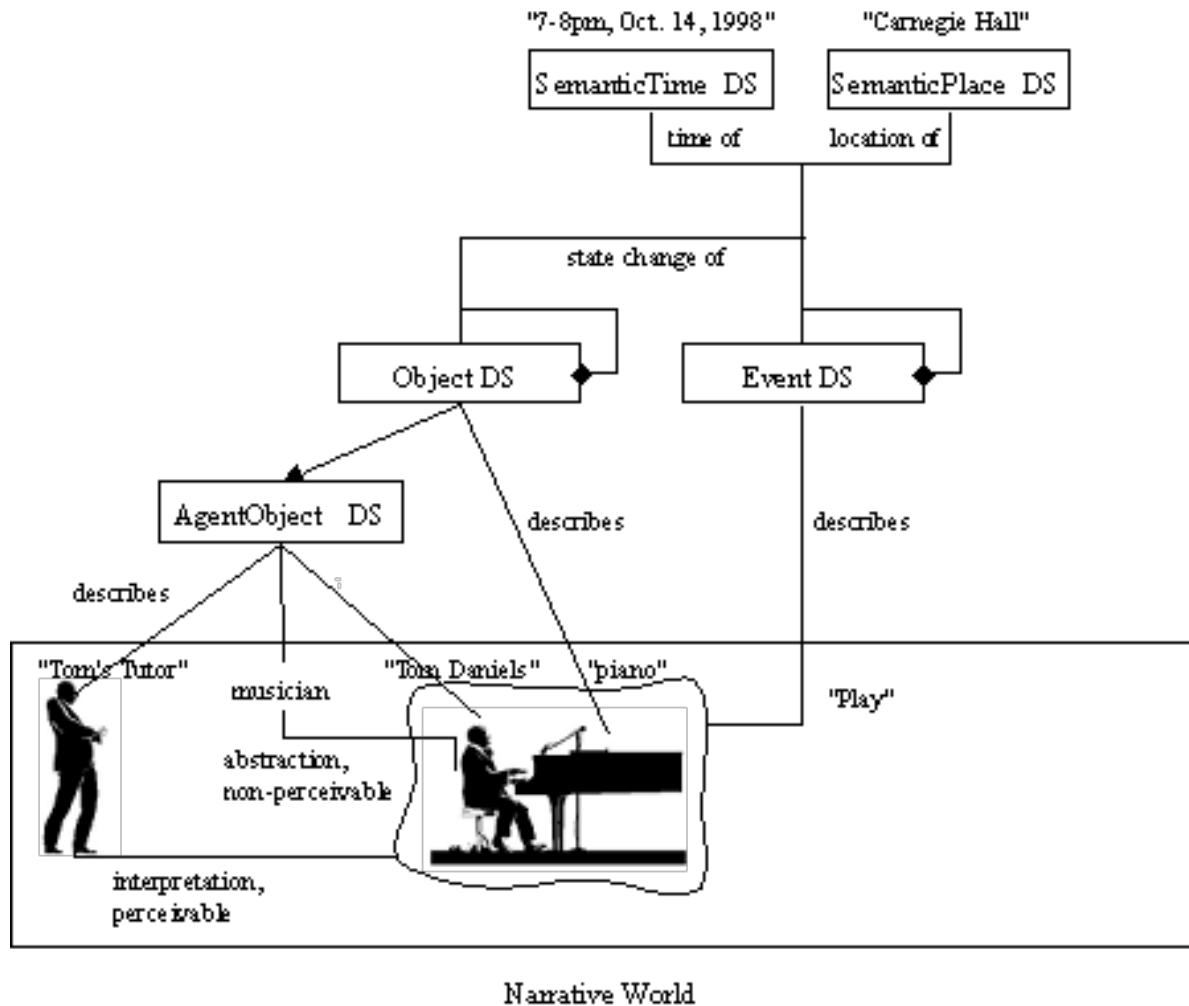 "7-8pm, Oct. 14, 1998" "Carnegie Hall"
SemanticTime DS SemanticPlace DS
time of location of
state change of
Object DS Event DS
AgentObject DS
describes describes
describes
"Tom's Tutor" "Tom Daniels" "piano"
musician
"Play"
abstraction,
non-perceivable
interpretation,
perceivable
Narrative World